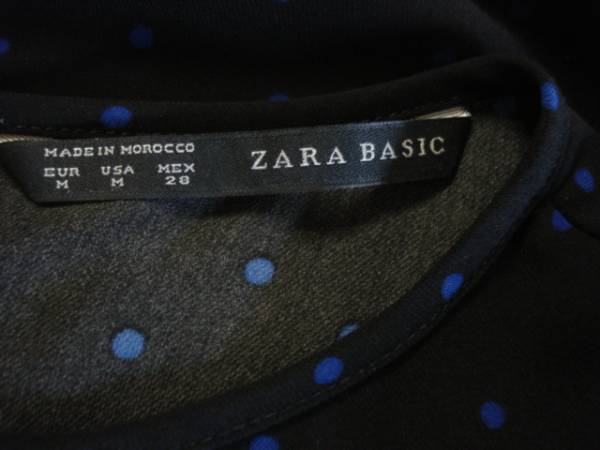 MADE IN MOROCCO
EUR USA MEX
M M 28
ZARA BASIC